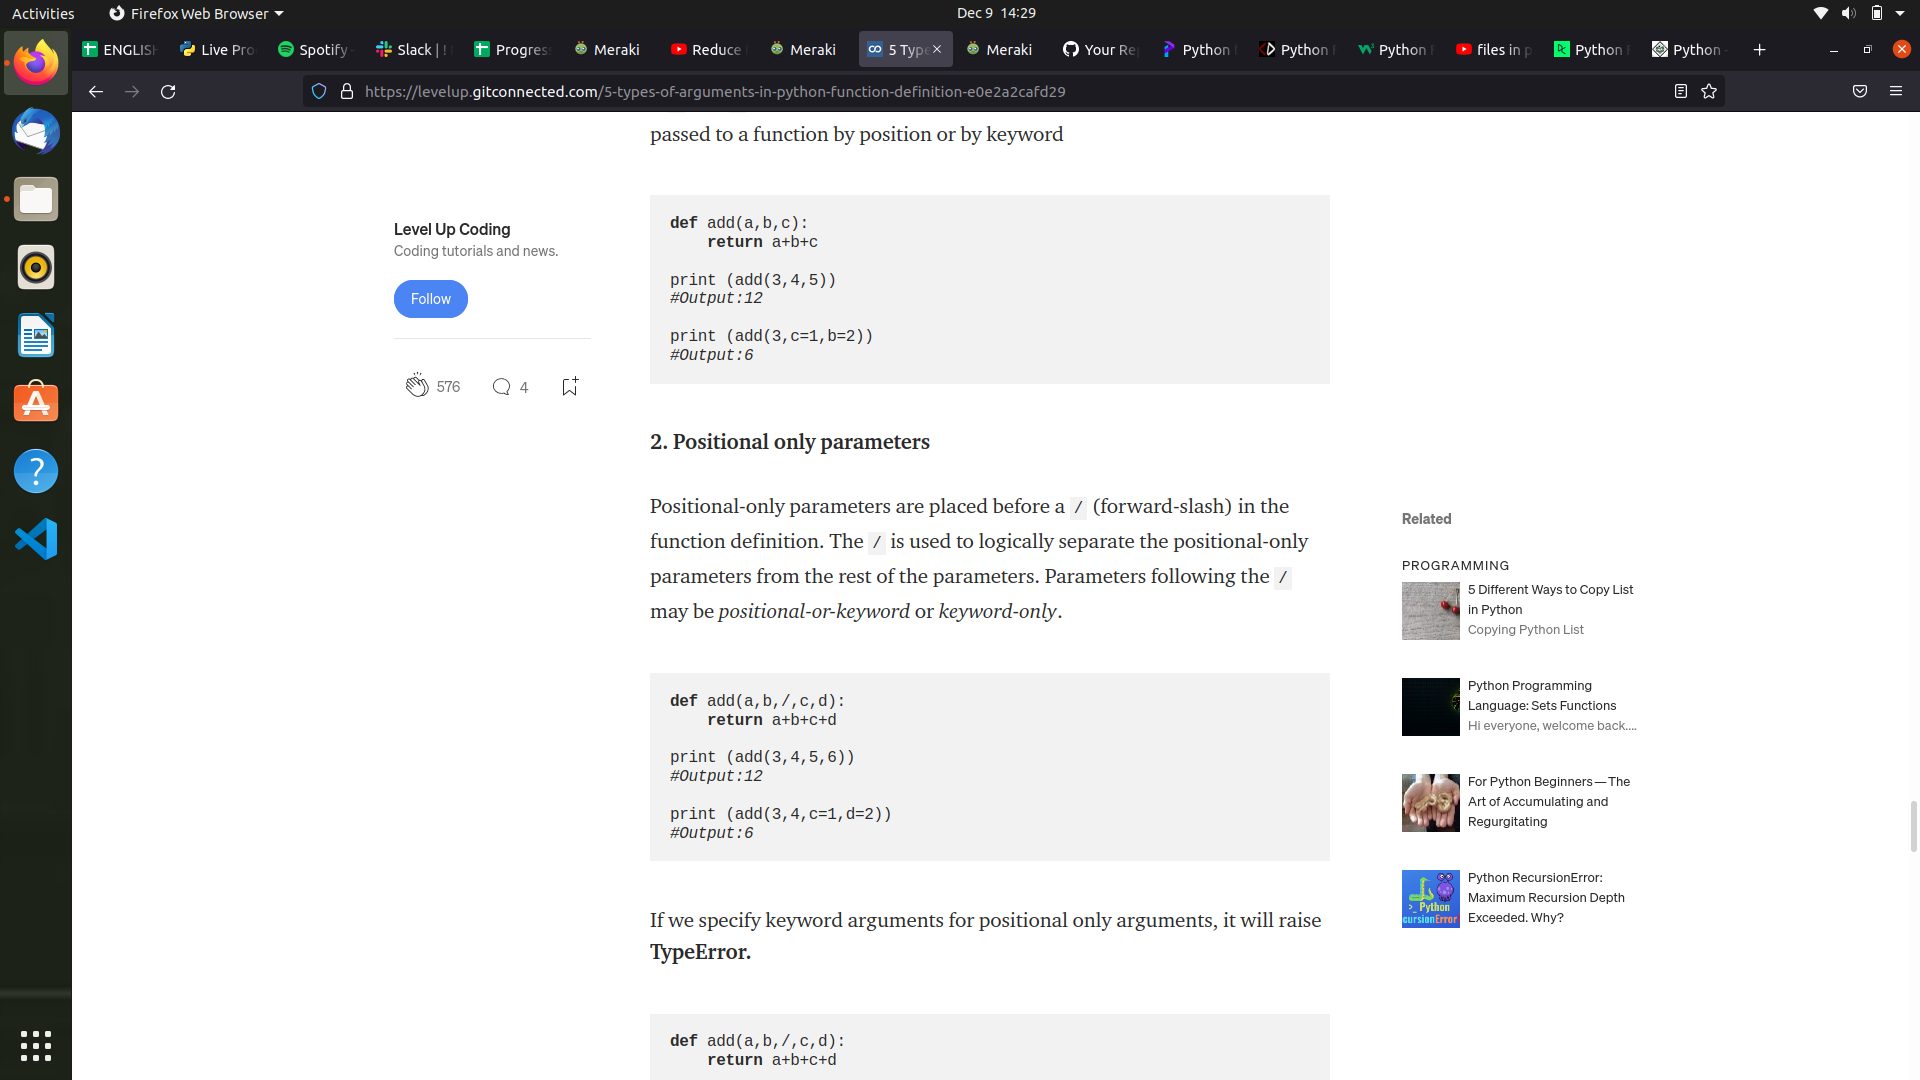 Activities
Firefox Web Browser
Dec 9 14:29
ENGLISH
Live Pro
Spotify -
Slack | !
Progress
Meraki
Reduce
Meraki
5 Type
Meraki
Your Rep
Python
Python F
Python F
files in p
Python F
Python -
https://levelup.gitconnected.com/5-types-of-arguments-in-python-function-definition-e0e2a2cafd29
passed to a function by position or by keyword
Level Up Coding
Coding tutorials and news.
Follow
576
4
def add(a,b,c):
    return a+b+c
print (add(3,4,5))
#Output:12
print (add(3,c=1,b=2))
#Output:6
2. Positional only parameters
Positional-only parameters are placed before a / (forward-slash) in the
function definition. The / is used to logically separate the positional-only
parameters from the rest of the parameters. Parameters following the /
may be positional-or-keyword or keyword-only.
def add(a,b,/,c,d):
    return a+b+c+d
print (add(3,4,5,6))
#Output:12
print (add(3,4,c=1,d=2))
#Output:6
If we specify keyword arguments for positional only arguments, it will raise
TypeError.
def add(a,b,/,c,d):
    return a+b+c+d
Related
PROGRAMMING
5 Different Ways to Copy List
in Python
Copying Python List
Python Programming
Language: Sets Functions
Hi everyone, welcome back....
For Python Beginners — The
Art of Accumulating and
Regurgitating
>_ Python
cursionError
Python RecursionError:
Maximum Recursion Depth
Exceeded. Why?